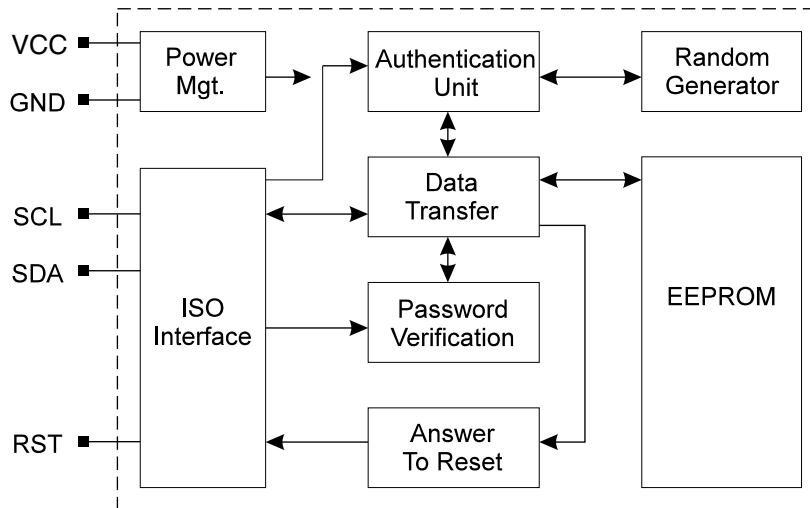 VCC
GND
SCL
SDA
RST
Power
Mgt.
Authentication
Unit
Random
Generator
ISO
Interface
Data
Transfer
Password
Verification
Answer
To Reset
EEPROM